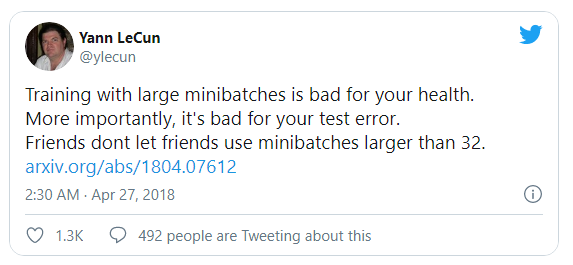 Yann LeCun
@ylecun
Training with large minibatches is bad for your health.
More importantly, it's bad for your test error.
Friends dont let friends use minibatches larger than 32.
arxiv.org/abs/1804.07612
2:30 AM · Apr 27, 2018
1.3K 492 people are Tweeting about this